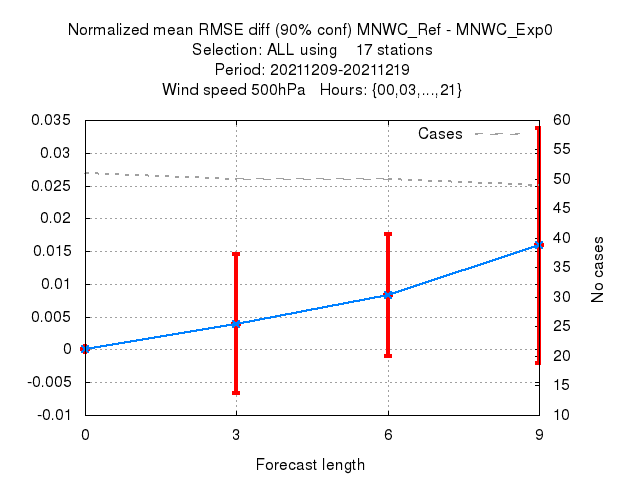 Normalized mean RMSE diff (90% conf) MNWC_Ref - MNWC_Exp0
Selection: ALL using 17 stations
Period: 20211209-20211219
Wind speed 500hPa Hours: {00,03,...,21}
0.035
0.03
0.025
0.02
0.015
0.01
0.005
0
-0.005
-0.01
Cases
60
55
50
45
40
35
30
25
20
15
10
No cases
0 3 6 9
Forecast length